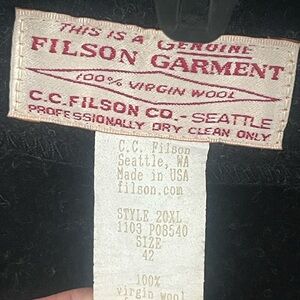 THIS IS A GENUINE
FILSON GARMENT
100% VIRGIN WOOL
C.C. FILSON CO. - SEATTLE
PROFESSIONALLY DRY CLEAN ONLY
C.C. Filson
Seattle, WA
Made in USA
filson.com
STYLE 20XL
1103 P08540
SIZE
42
100%
virgin wool